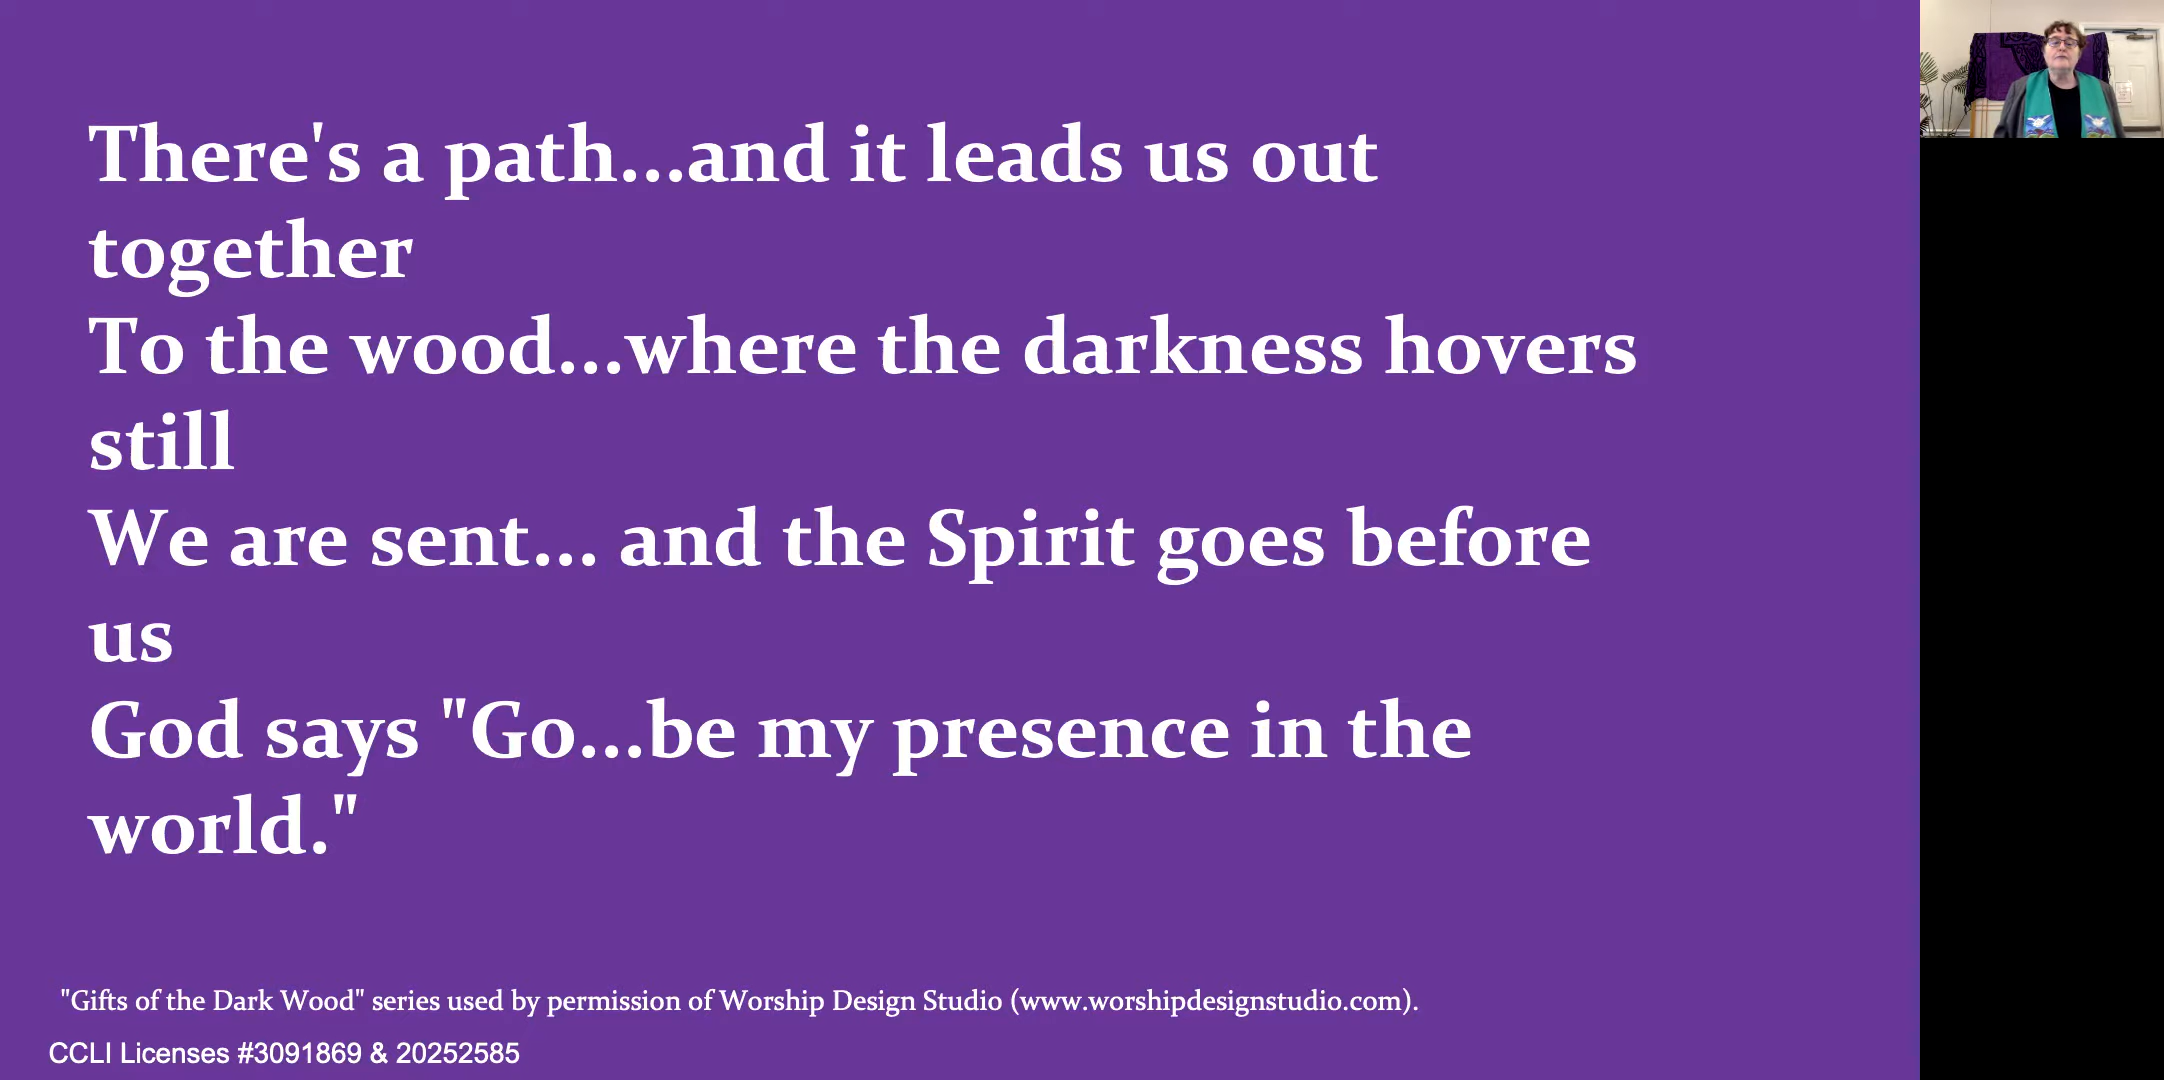 There's a path...and it leads us out
together
To the wood...where the darkness hovers
still
We are sent... and the Spirit goes before
us
God says "Go...be my presence in the
world."
"Gifts of the Dark Wood" series used by permission of Worship Design Studio (www.worshipdesignstudio.com).
CCLI Licenses #3091869 & 20252585